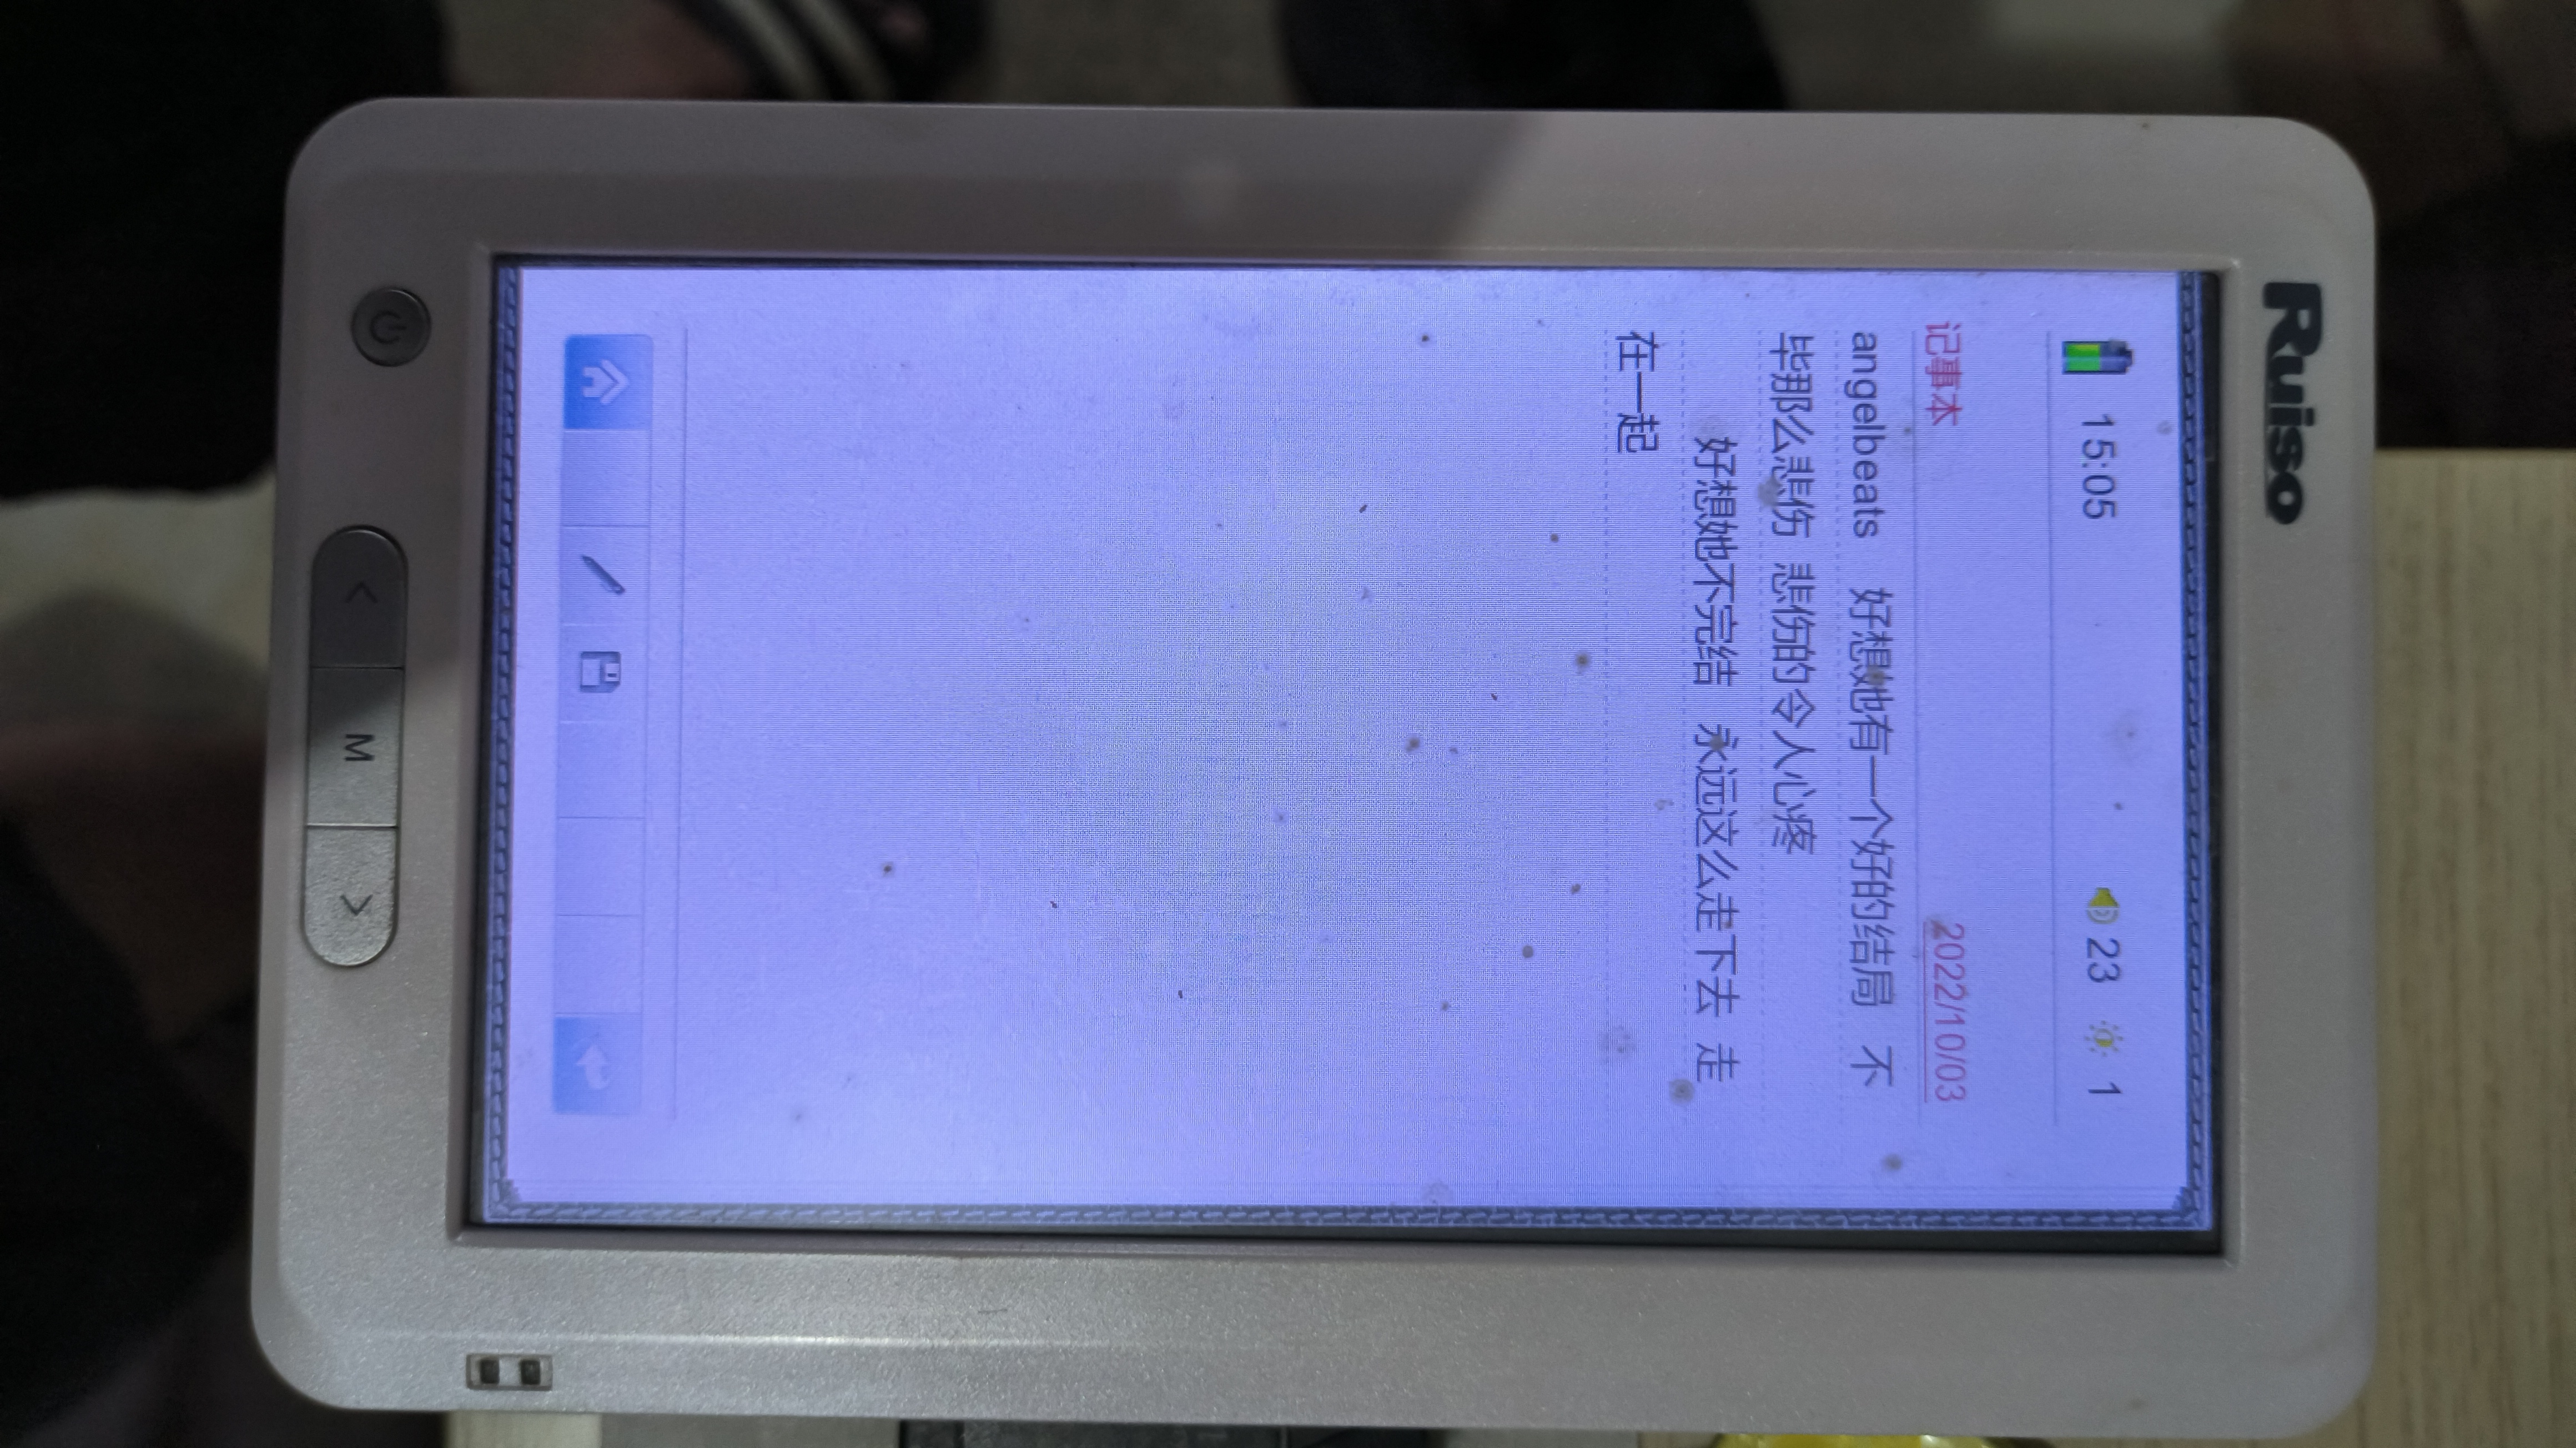 Ruiso
15:05 23 1
记事本 2022/10/03
angelbeats 好想她有一个好的结局 不
毕那么悲伤 悲伤的令人心疼
好想她不完结 永远这么走下去 走
在一起
M